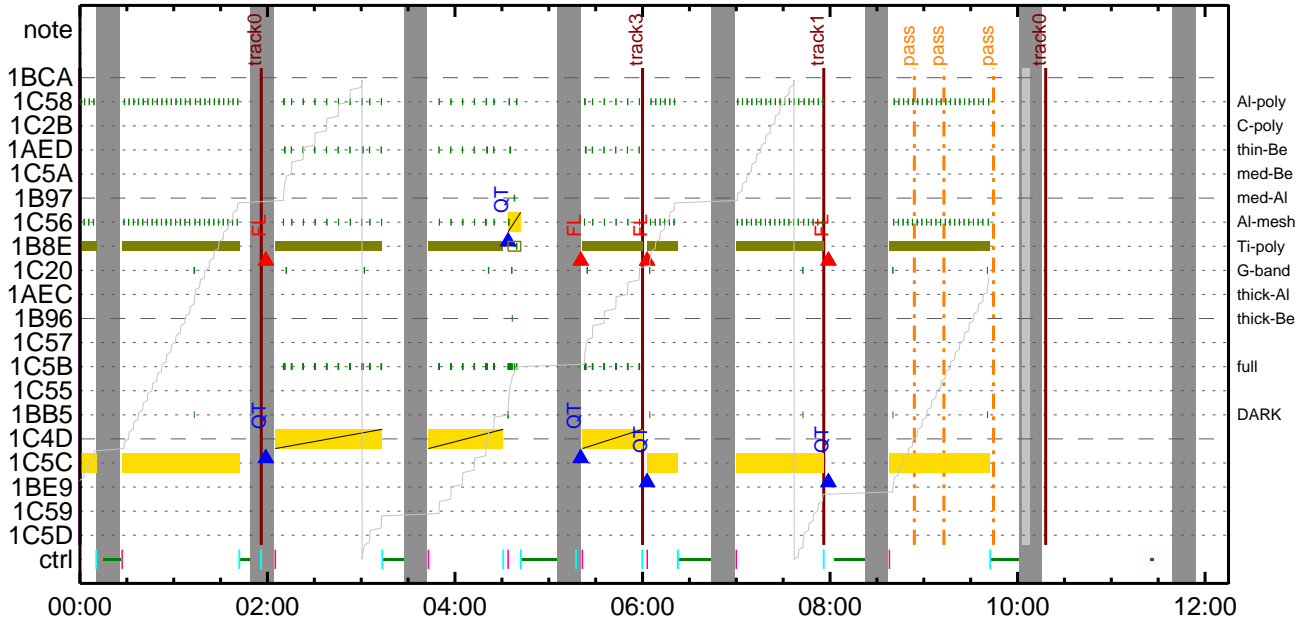 note track0 track3 track1 pass pass pass track0
1BCA
1C58 Al-poly
1C2B C-poly
1AED thin-Be
1C5A med-Be
1B97 QT med-Al
1C56 FL FL FL FL Al-mesh
1B8E Ti-poly
1C20 G-band
1AEC thick-Al
1B96 thick-Be
1C57
1C5B full
1C55
1BB5 QT QT DARK
1C4D QT QT
1C5C
1BE9
1C59
1C5D
ctrl
00:00 02:00 04:00 06:00 08:00 10:00 12:00